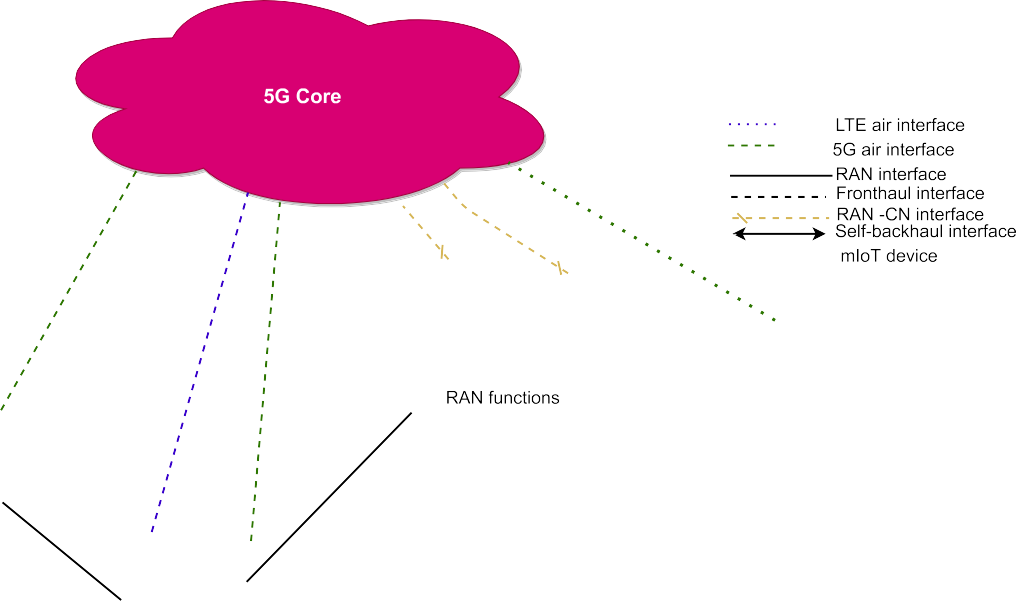 5G Core
LTE air interface
5G air interface
RAN interface
Fronthaul interface
RAN -CN interface
Self-backhaul interface
mIoT device
RAN functions